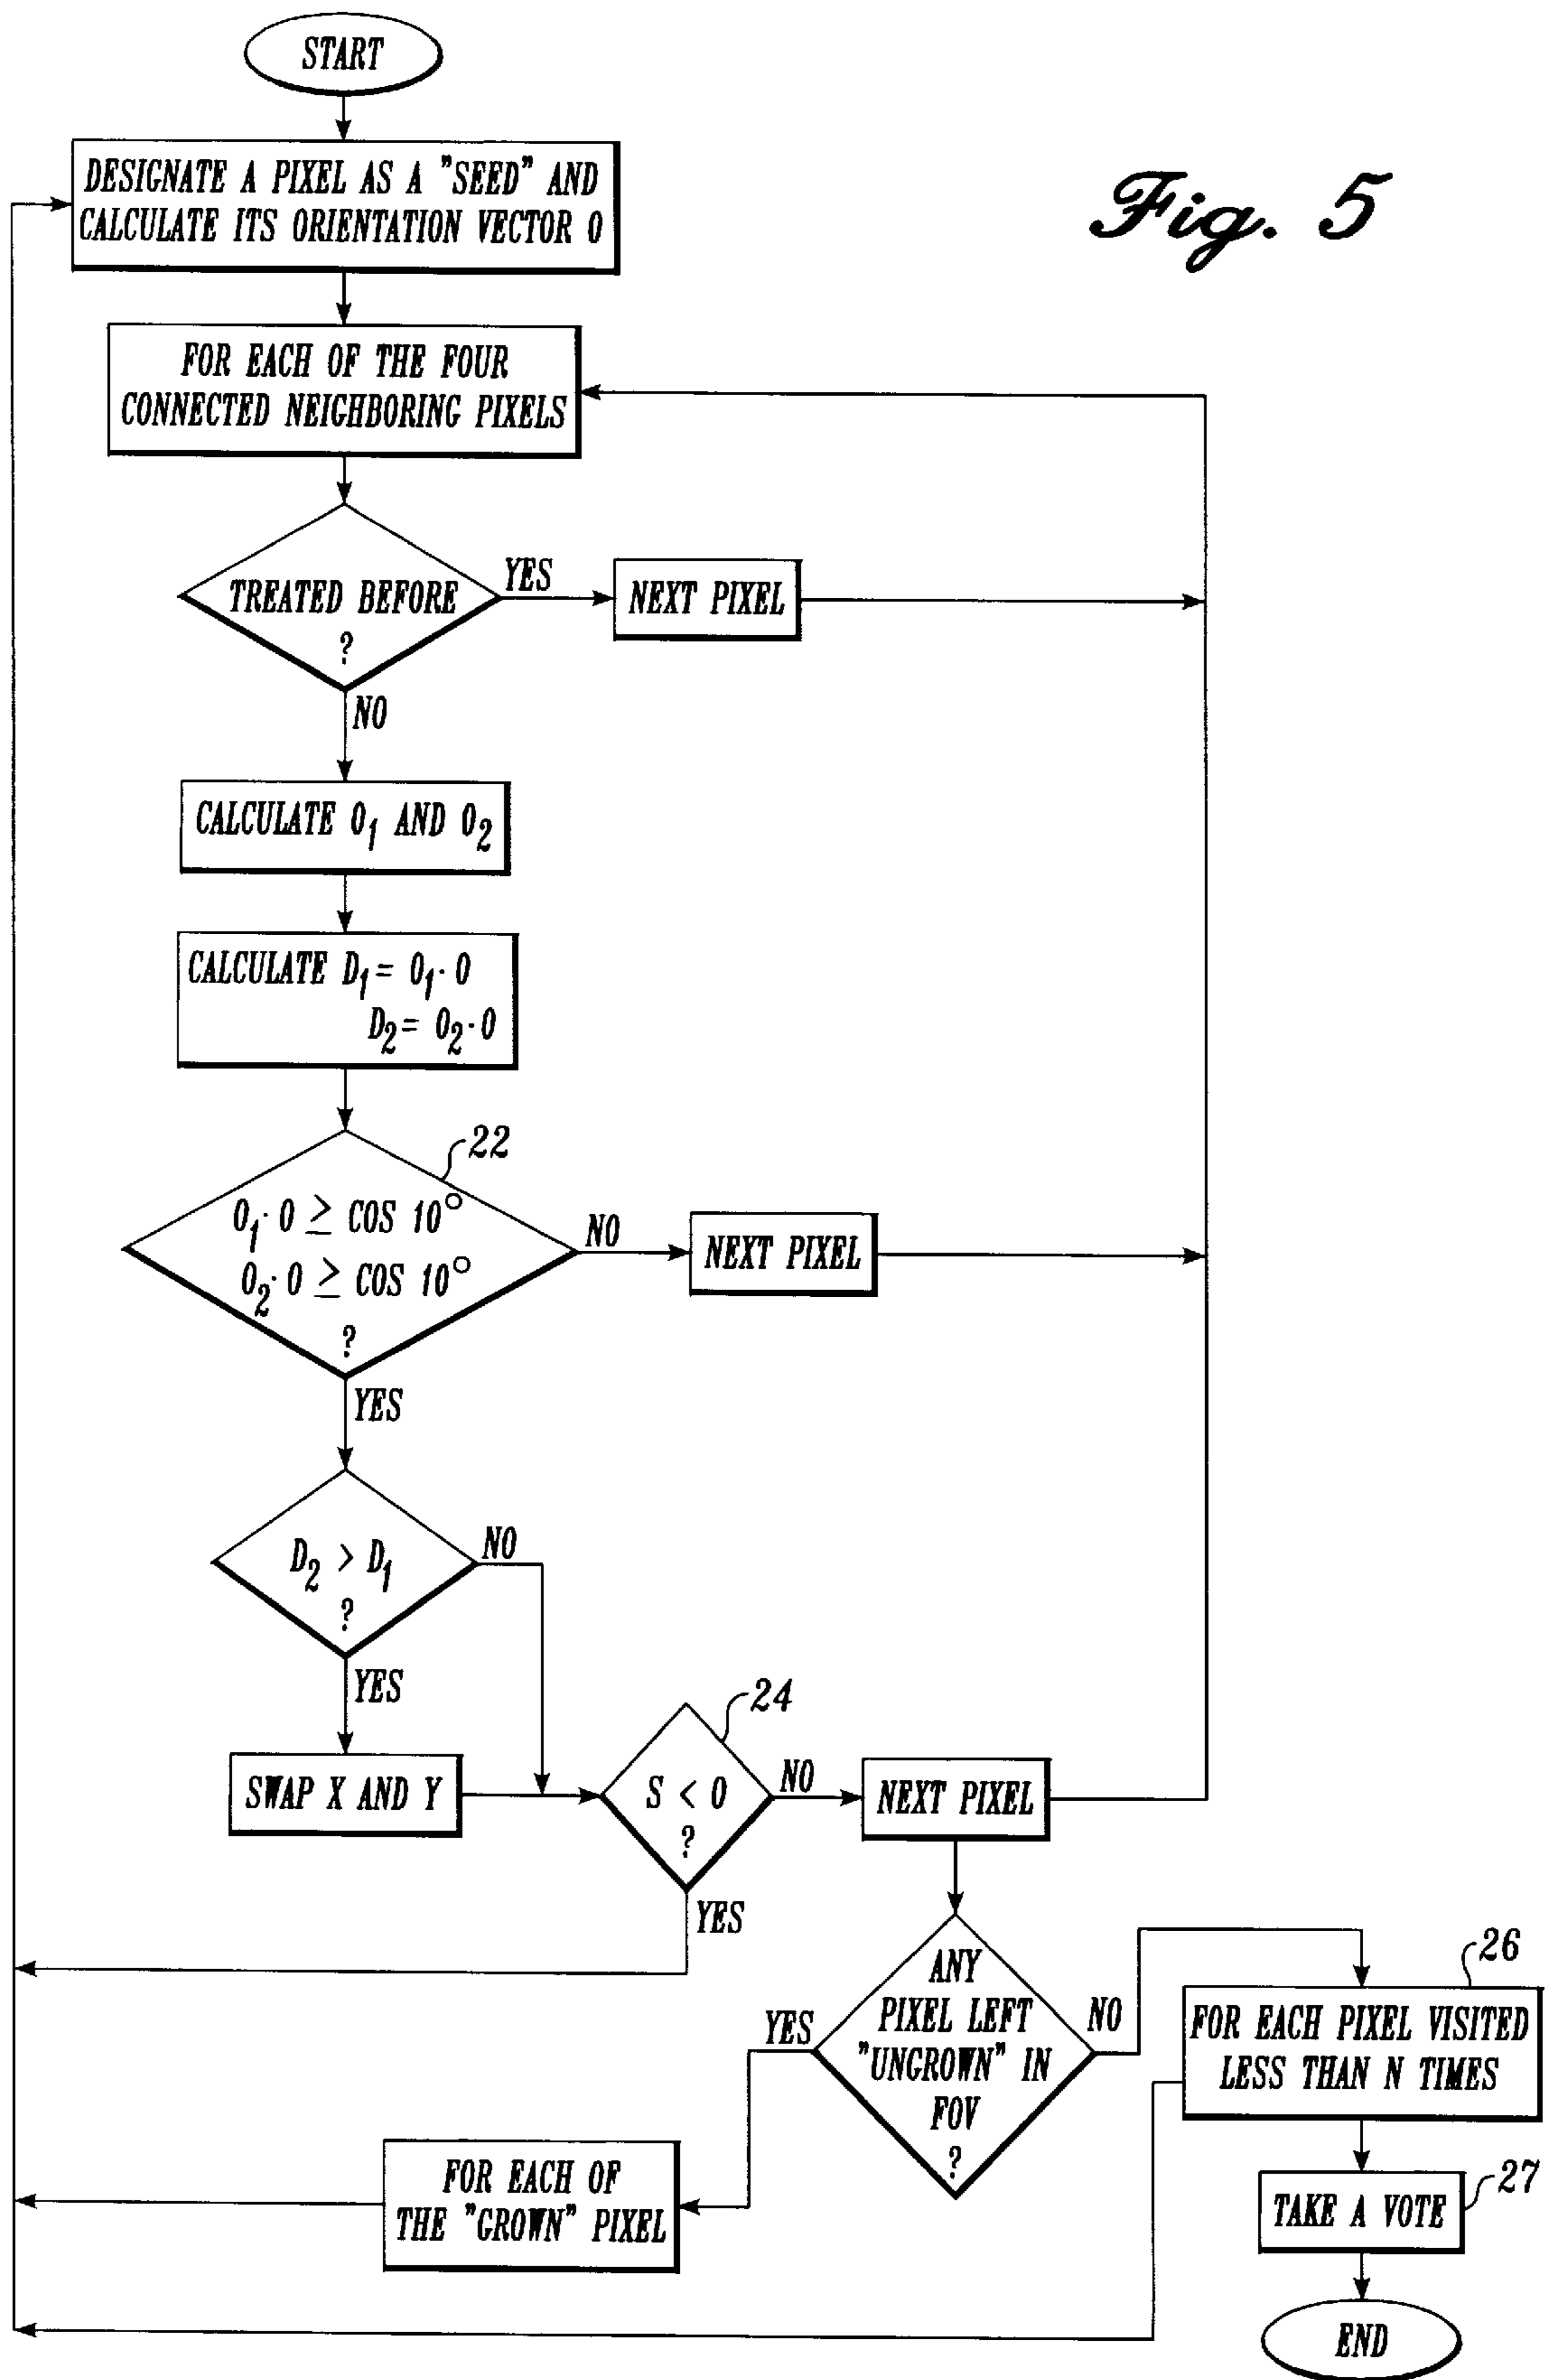 START
Fig. 5
DESIGNATE A PIXEL AS A "SEED" AND
CALCULATE ITS ORIENTATION VECTOR O
FOR EACH OF THE FOUR
CONNECTED NEIGHBORING PIXELS
TREATED BEFORE
?
YES
NEXT PIXEL
NO
CALCULATE O₁ AND O₂
CALCULATE D₁ = O₁ · O
D₂ = O₂ · O
22
O₁ · O ≥ COS 10°
O₂ · O ≥ COS 10°
?
NO
NEXT PIXEL
YES
D₂ > D₁
?
NO
YES
SWAP X AND Y
24
S < 0
?
NO
NEXT PIXEL
YES
ANY
PIXEL LEFT
"UNGROWN" IN
FOV
?
YES
NO
FOR EACH OF
THE "GROWN" PIXEL
26
FOR EACH PIXEL VISITED
LESS THAN N TIMES
27
TAKE A VOTE
END